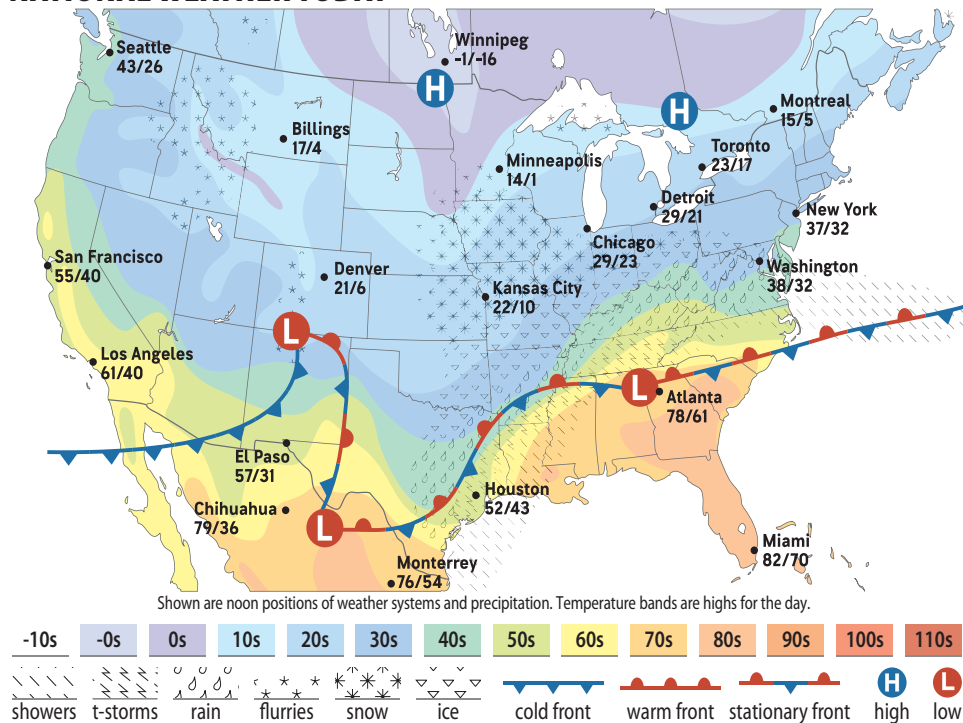 NATIONAL WEATHER TODAY
Seattle
43/26
Winnipeg
-1/-16
H
H
Billings
17/4
Montreal
15/5
Toronto
23/17
Minneapolis
14/1
Detroit
29/21
New York
37/32
Chicago
29/23
San Francisco
55/40
Denver
21/6
Washington
38/32
Kansas City
22/10
L
Los Angeles
61/40
L
Atlanta
78/61
El Paso
57/31
Houston
52/43
Chihuahua
79/36
L
Miami
82/70
Monterrey
76/54
Shown are noon positions of weather systems and precipitation. Temperature bands are highs for the day.
-10s -0s 0s 10s 20s 30s 40s 50s 60s 70s 80s 90s 100s 110s
H L
showers t-storms rain flurries snow ice cold front warm front stationary front high low